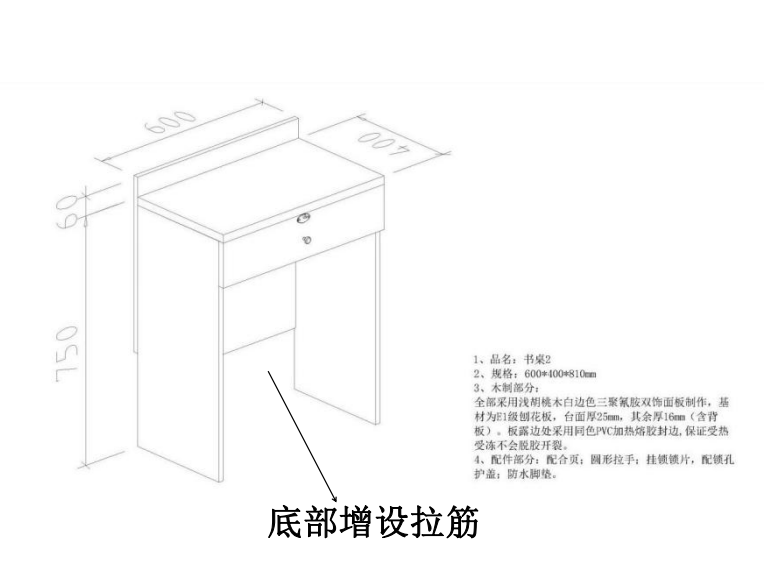 600
400
60
750
1、品名：书桌2
2、规格：600*400*810mm
3、木制部分：
全部采用浅胡桃木白边色三聚氰胺双饰面板制作，基
材为E1级刨花板，台面厚25mm，其余厚16mm（含背
板）。板露边处采用同色PVC加热熔胶封边,保证受热
受冻不会脱胶开裂。
4、配件部分：配合页；圆形拉手；挂锁锁片，配锁孔
护盖；防水脚垫。
底部增设拉筋